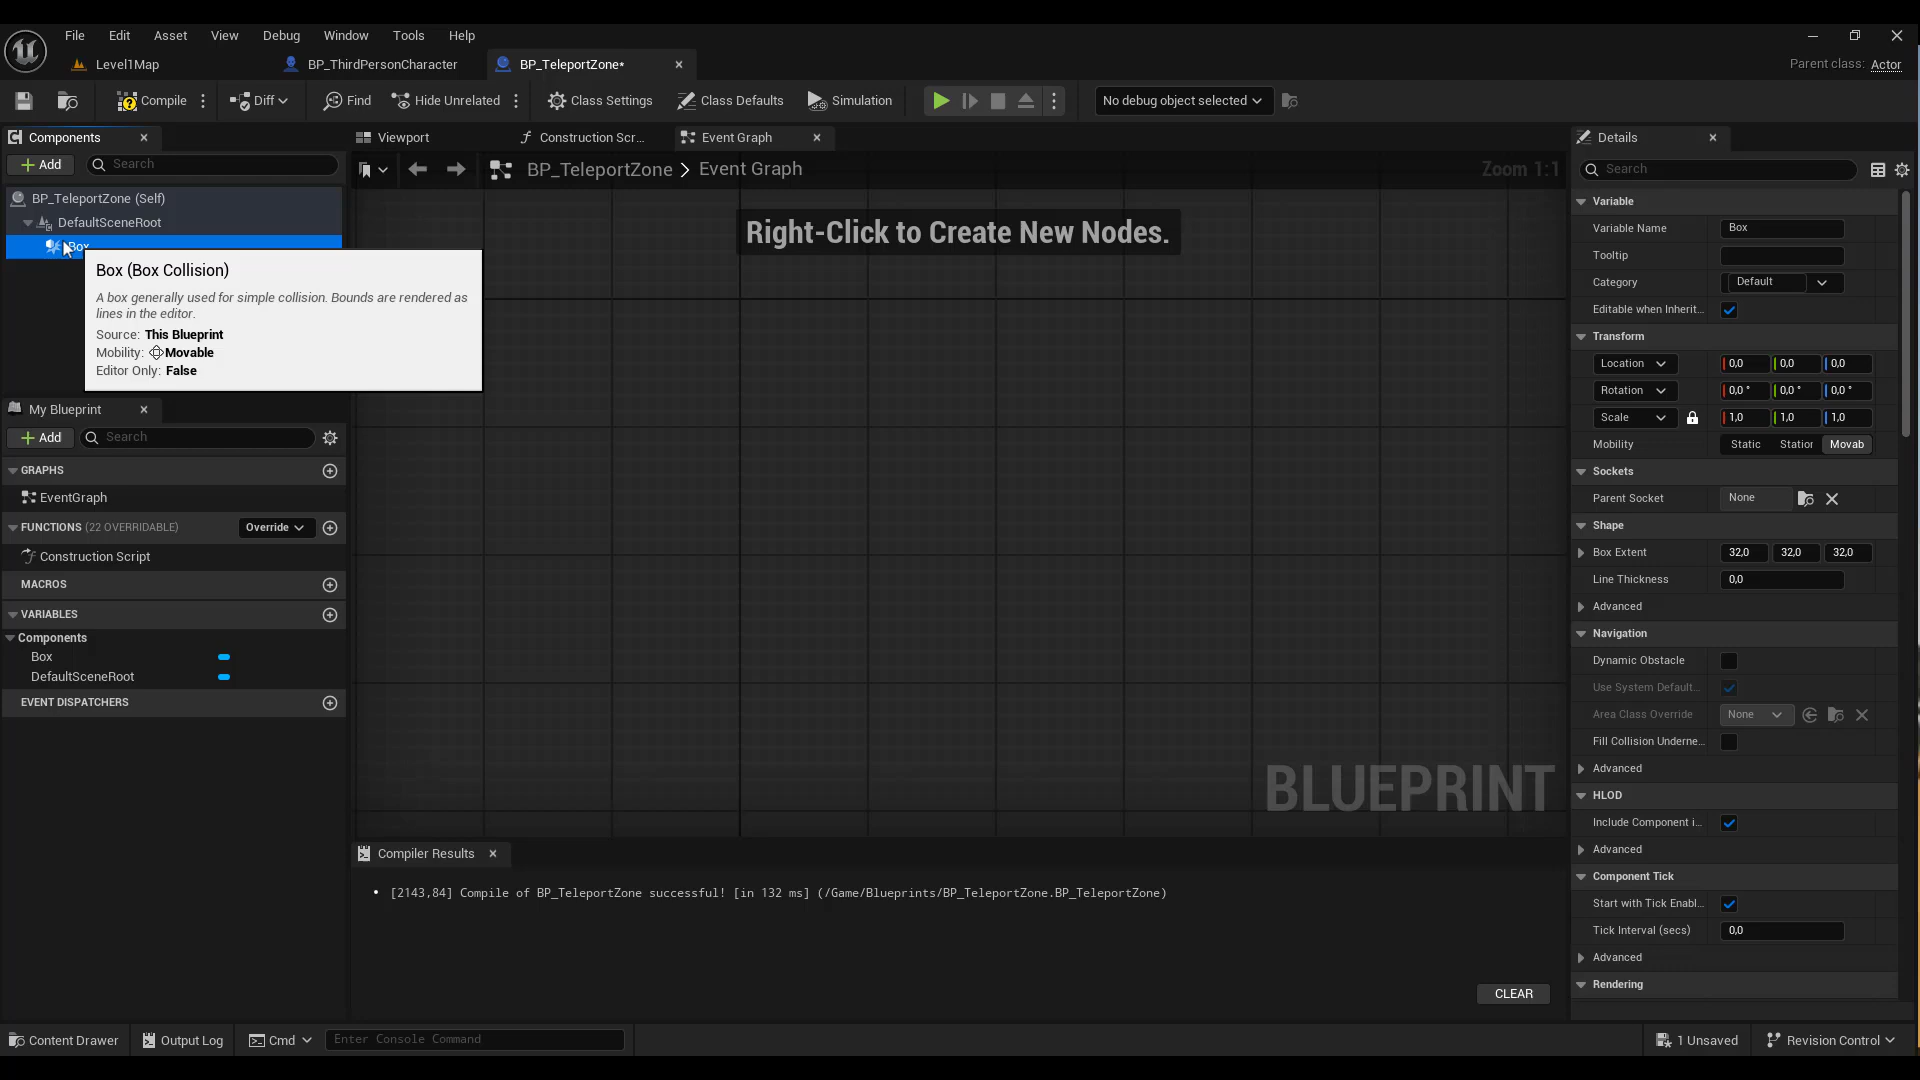 File Edit Asset View Debug Window Tools Help
Level1Map BP_ThirdPersonCharacter BP_TeleportZone*
Parent class: Actor
Compile Diff Find Hide Unrelated Class Settings Class Defaults Simulation No debug object selected
Components
Viewport Construction Scr... Event Graph
Details
Add Search
BP_TeleportZone > Event Graph Zoom 1:1
Search
BP_TeleportZone (Self)
DefaultSceneRoot
Box
Right-Click to Create New Nodes.
Box (Box Collision)
A box generally used for simple collision. Bounds are rendered as
lines in the editor.
Source: This Blueprint
Mobility: Movable
Editor Only: False
My Blueprint
Add Search
GRAPHS
EventGraph
FUNCTIONS (22 OVERRIDABLE) Override
Construction Script
MACROS
VARIABLES
Components
Box
DefaultSceneRoot
EVENT DISPATCHERS
BLUEPRINT
Compiler Results
• [2143,84] Compile of BP_TeleportZone successful! [in 132 ms] (/Game/Blueprints/BP_TeleportZone.BP_TeleportZone)
CLEAR
Variable
Variable Name Box
Tooltip
Category Default
Editable when Inherit...
Transform
Location 0,0 0,0 0,0
Rotation 0,0 ° 0,0 ° 0,0 °
Scale 1,0 1,0 1,0
Mobility Static Station Movab
Sockets
Parent Socket None
Shape
Box Extent 32,0 32,0 32,0
Line Thickness 0,0
Advanced
Navigation
Dynamic Obstacle
Use System Default...
Area Class Override None
Fill Collision Underne...
Advanced
HLOD
Include Component i...
Advanced
Component Tick
Start with Tick Enabl...
Tick Interval (secs) 0,0
Advanced
Rendering
Content Drawer Output Log Cmd Enter Console Command 1 Unsaved Revision Control